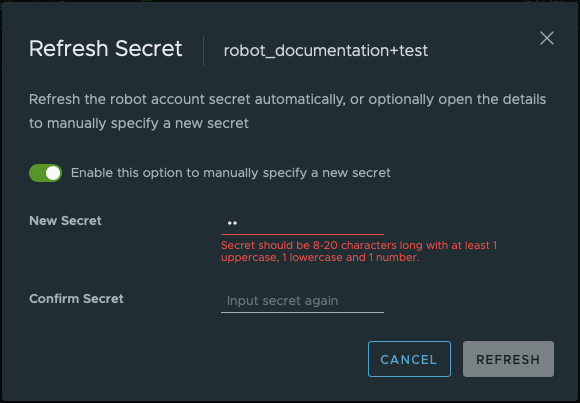 Refresh Secret robot_documentation+test
Refresh the robot account secret automatically, or optionally open the details
to manually specify a new secret
Enable this option to manually specify a new secret
New Secret ••
Secret should be 8-20 characters long with at least 1
uppercase, 1 lowercase and 1 number.
Confirm Secret Input secret again
CANCEL REFRESH